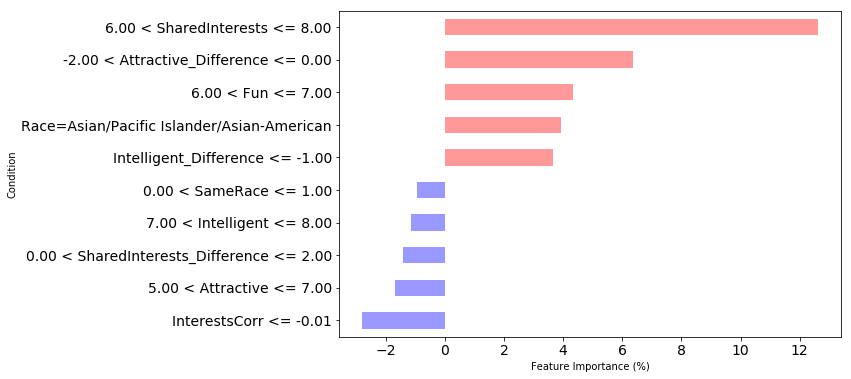 6.00 < SharedInterests <= 8.00
-2.00 < Attractive_Difference <= 0.00
6.00 < Fun <= 7.00
Race=Asian/Pacific Islander/Asian-American
Intelligent_Difference <= -1.00
0.00 < SameRace <= 1.00
7.00 < Intelligent <= 8.00
0.00 < SharedInterests_Difference <= 2.00
5.00 < Attractive <= 7.00
InterestsCorr <= -0.01
Condition
−2 0 2 4 6 8 10 12
Feature Importance (%)